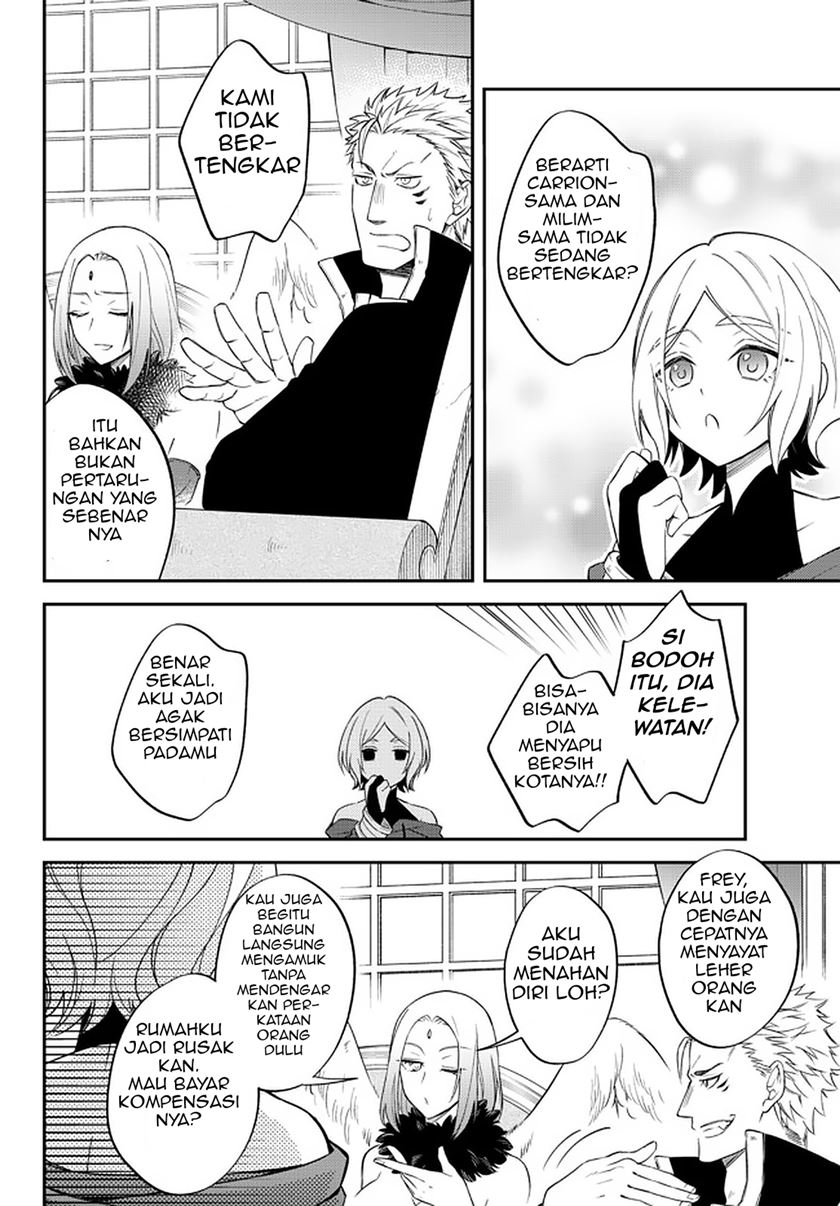 BERARTI
CARRION-
SAMA DAN
MILIM-
SAMA TIDAK
SEDANG
BERTENGKAR?
KAMI
TIDAK
BER-
TENGKAR
ITU
BAHKAN
BUKAN
PERTARU-
NGAN YANG
SEBENAR
NYA
SI
BODOH
ITU, DIA
KELE-
WATAN!
BISA-
BISANYA
DIA
MENYAPU
BERSIH
KOTANYA!!
BENAR
SEKALI.
AKU JADI
AGAK
BERSIMPATI
PADAMU
FREY,
KAU JUGA
DENGAN
CEPATNYA
MENYAYAT
LEHER
ORANG
KAN
AKU
SUDAH
MENAHAN
DIRI LOH?
KAU JUGA
BEGITU
BANGUN
LANGSUNG
MENGAMUK
TANPA
MENDENGAR
KAN PER-
KATAAN
ORANG
DULU
RUMAHKU
JADI RUSAK
KAN.
MAU BAYAR
KOMPENSASI
NYA?